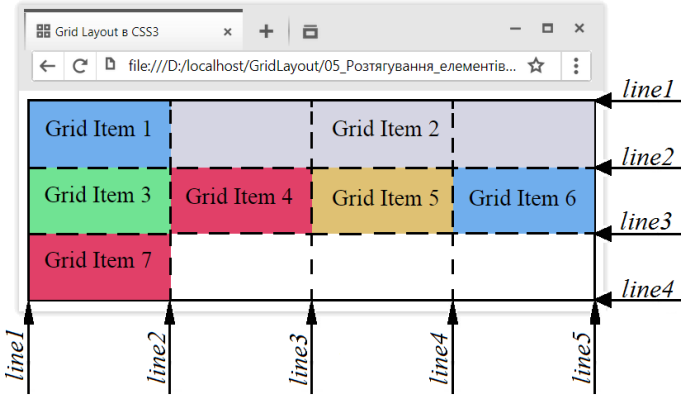 Grid Layout в CSS3
file:///D:/localhost/GridLayout/05_Розтягування_елементів...
line1
Grid Item 1 Grid Item 2
line2
Grid Item 3 Grid Item 4 Grid Item 5 Grid Item 6
line3
Grid Item 7
line4
line1 line2 line3 line4 line5